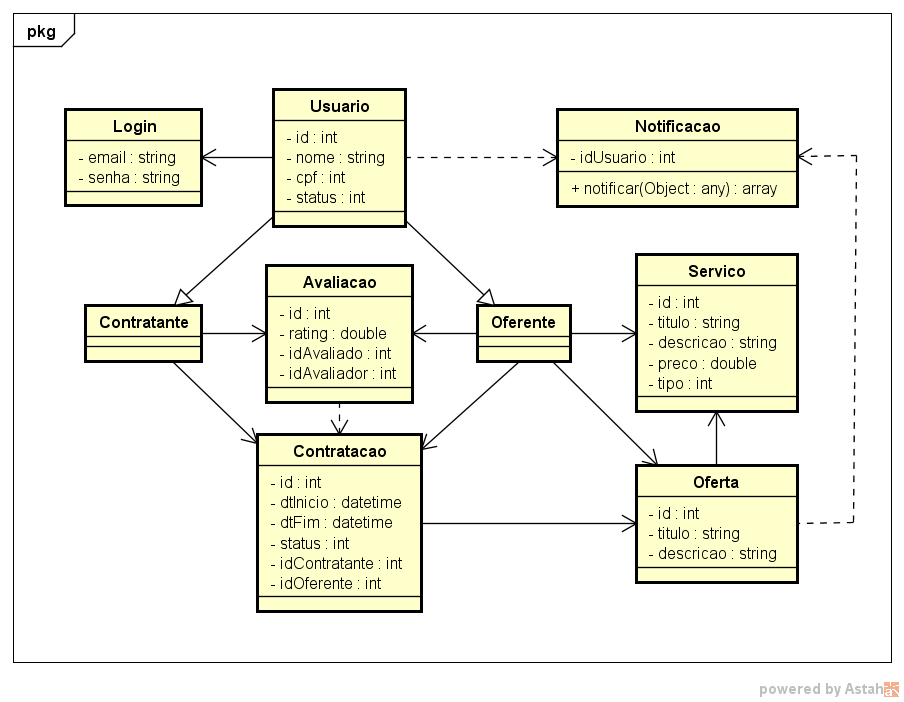 pkg
Login
- email : string
- senha : string
Usuario
- id : int
- nome : string
- cpf : int
- status : int
Notificacao
- idUsuario : int
+ notificar(Object : any) : array
Contratante
Avaliacao
- id : int
- rating : double
- idAvaliado : int
- idAvaliador : int
Oferente
Servico
- id : int
- titulo : string
- descricao : string
- preco : double
- tipo : int
Contratacao
- id : int
- dtInicio : datetime
- dtFim : datetime
- status : int
- idContratante : int
- idOferente : int
Oferta
- id : int
- titulo : string
- descricao : string
powered by Astah